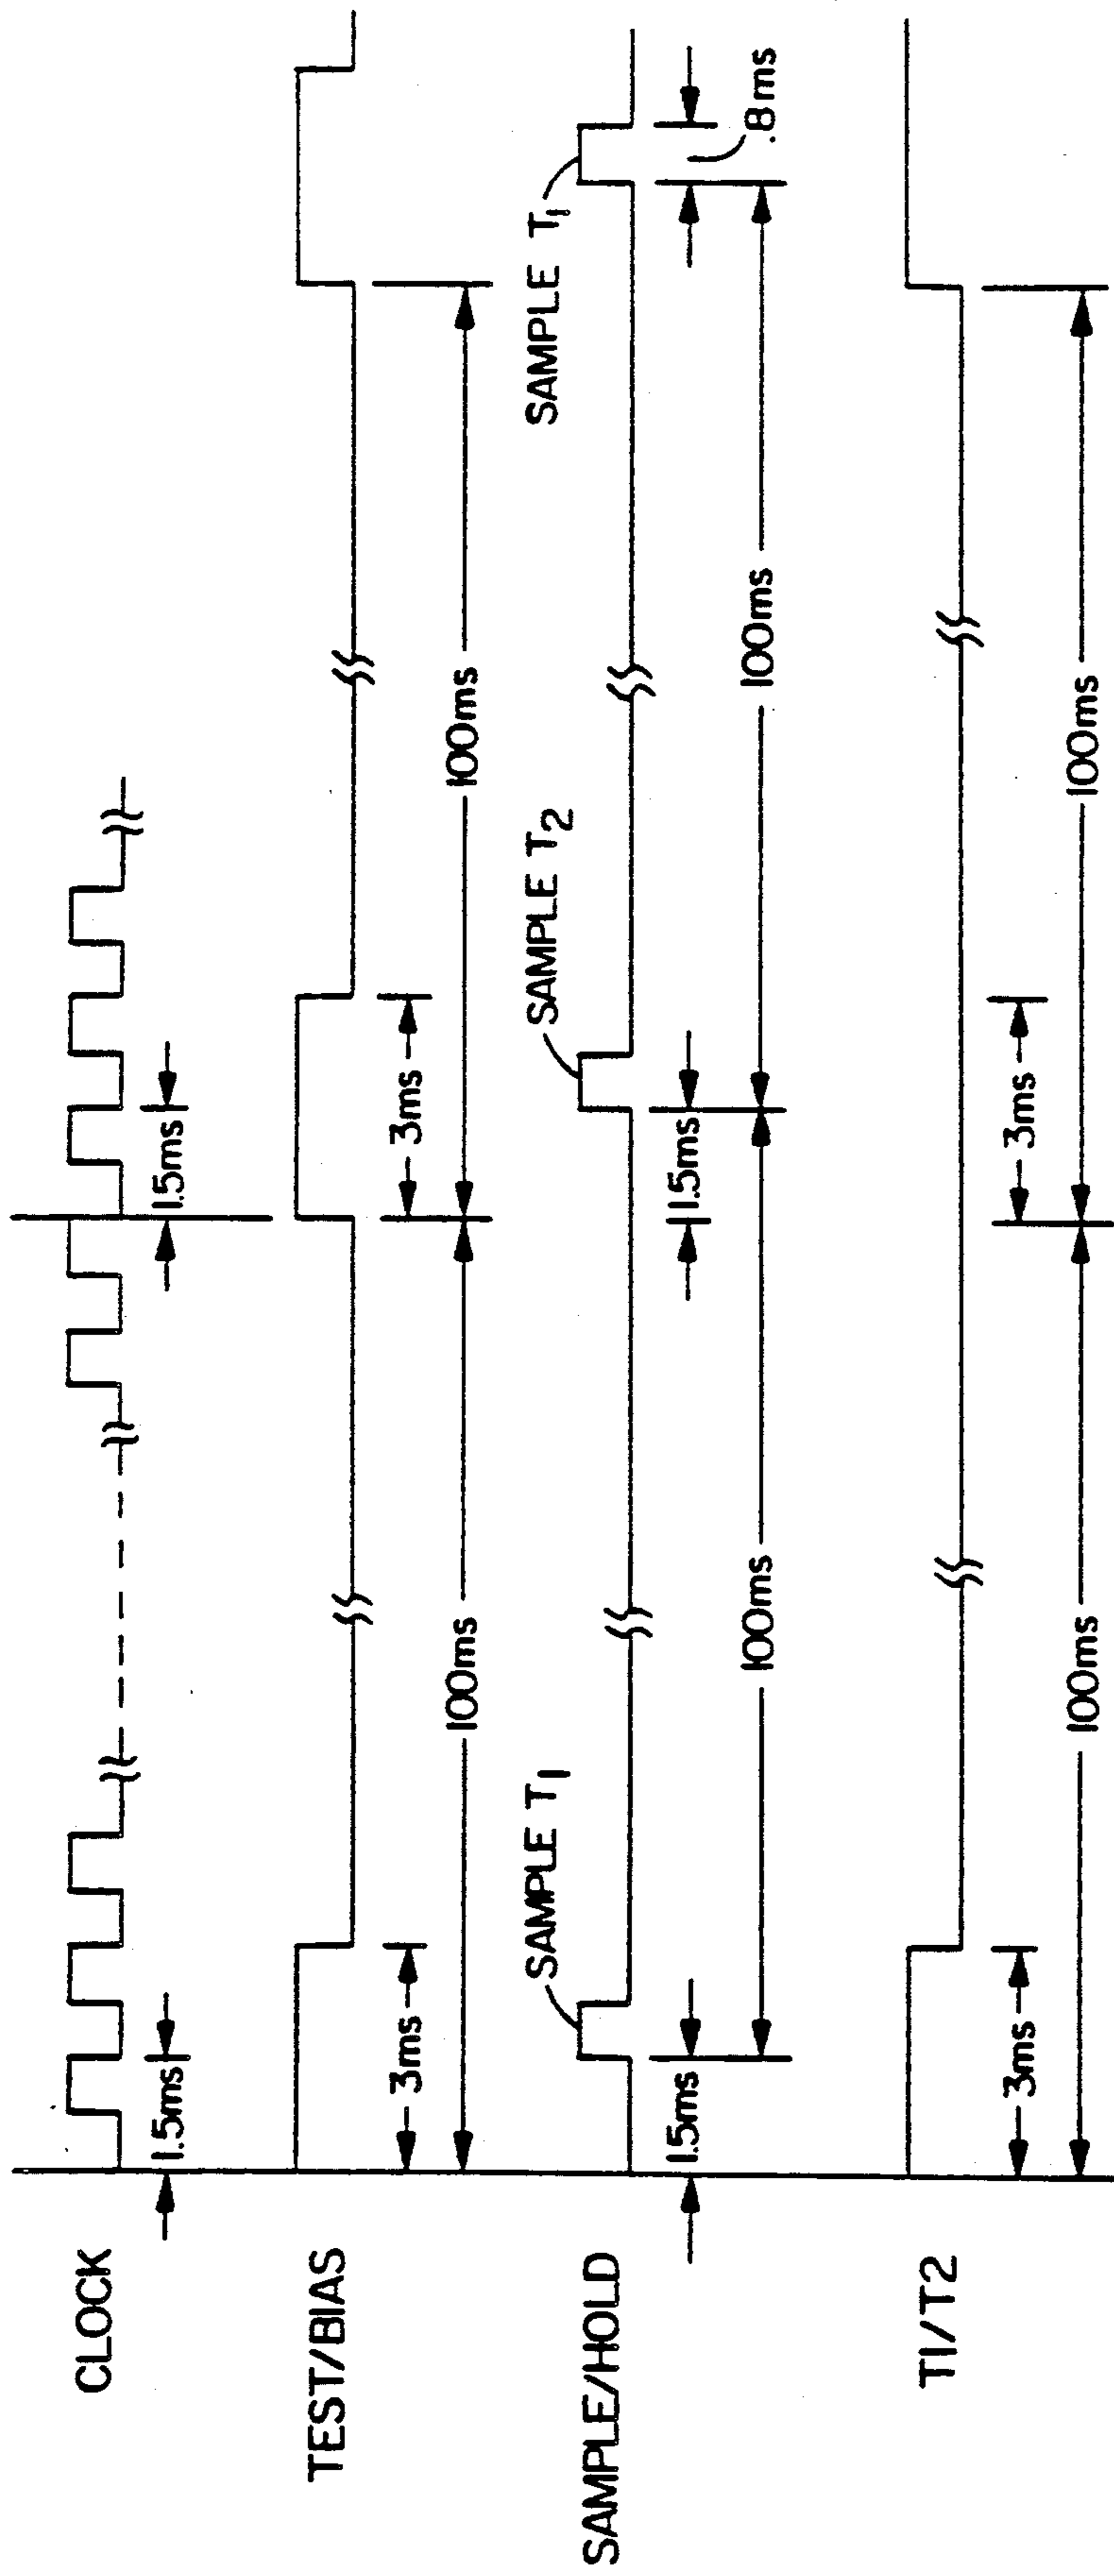 CLOCK
1.5ms
1.5ms
TEST/BIAS
3ms
3ms
100ms
100ms
SAMPLE/HOLD
SAMPLE T1
SAMPLE T2
SAMPLE T1
1.5ms
1.5ms
.8ms
100ms
100ms
T1/T2
3ms
3ms
100ms
100ms